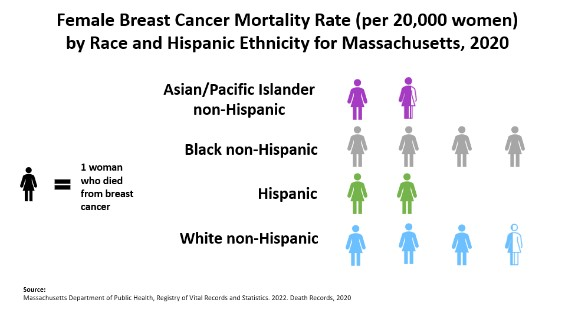 Female Breast Cancer Mortality Rate (per 20,000 women)
by Race and Hispanic Ethnicity for Massachusetts, 2020
Asian/Pacific Islander
non-Hispanic
Black non-Hispanic
1 woman
who died
from breast
cancer
Hispanic
White non-Hispanic
Source:
Massachusetts Department of Public Health, Registry of Vital Records and Statistics. 2022. Death Records, 2020